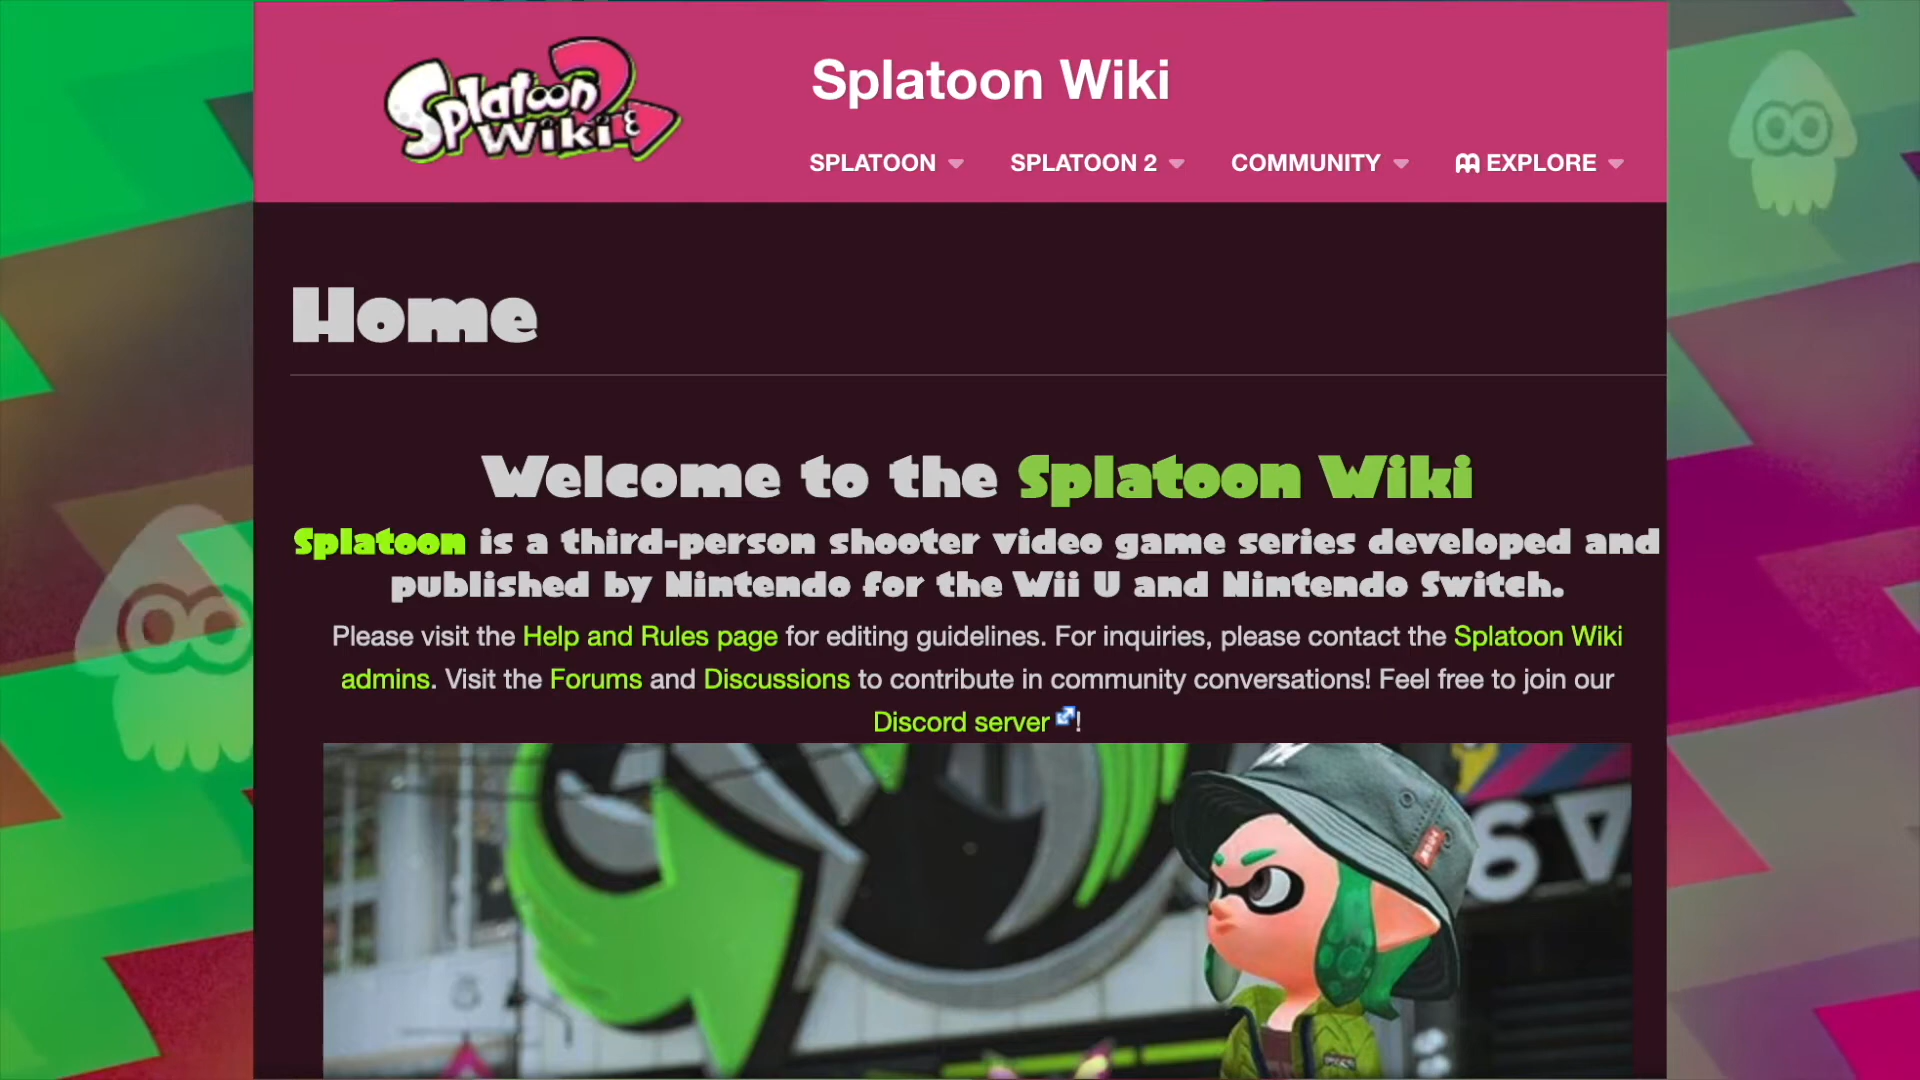 Splatoon 2
Wiki
Splatoon Wiki
SPLATOON
SPLATOON 2
COMMUNITY
EXPLORE
Home
Welcome to the Splatoon Wiki
Splatoon is a third-person shooter video game series developed and
published by Nintendo for the Wii U and Nintendo Switch.
Please visit the Help and Rules page for editing guidelines. For inquiries, please contact the Splatoon Wiki
admins. Visit the Forums and Discussions to contribute in community conversations! Feel free to join our
Discord server !